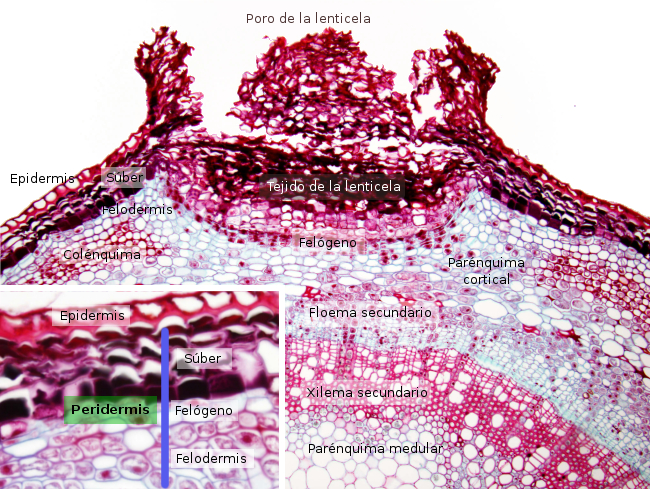 Poro de la lenticela
Epidermis
Súber
Tejido de la lenticela
Felodermis
Felógeno
Colénquima
Parénquima
cortical
Floema secundario
Xilema secundario
Parénquima medular
Epidermis
Súber
Peridermis
Felógeno
Felodermis